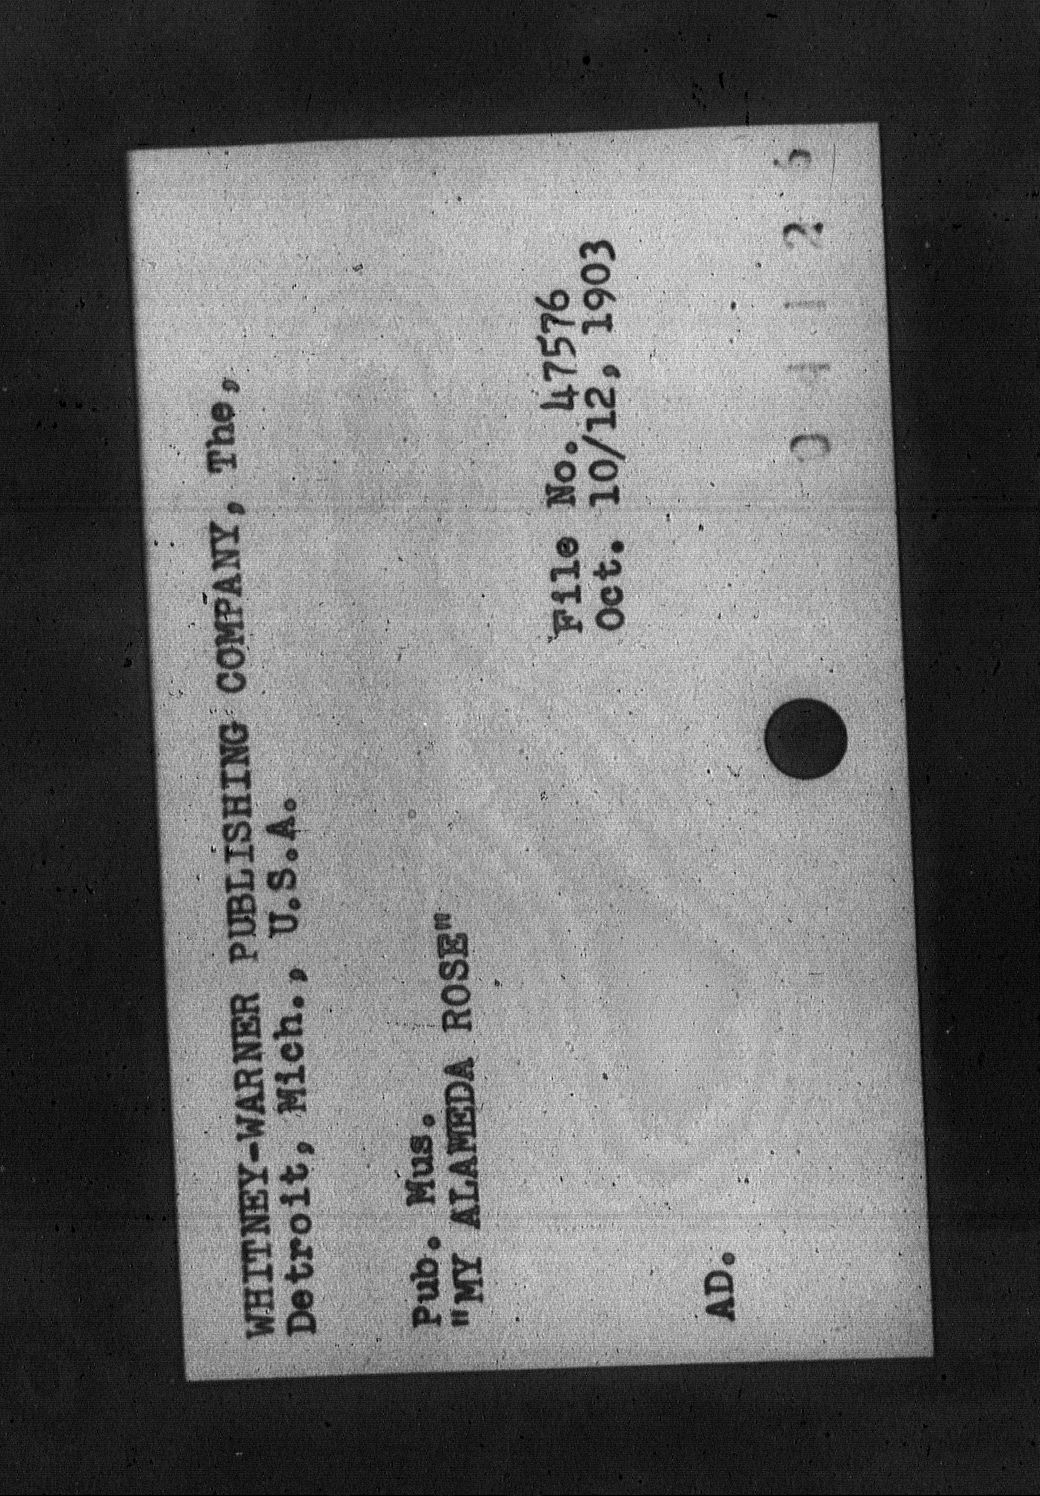 WHITNEY-WARNER PUBLISHING COMPANY, The,
Detroit, Mich., U.S.A.
Pub. Mus.
"MY ALAMEDA ROSE"
File No. 47576
Oct. 10/12, 1903
AD.